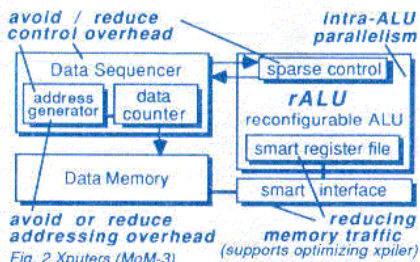 avoid / reduce
control overhead
intra-ALU
parallelism
Data Sequencer
address
generator
data
counter
sparse control
rALU
reconfigurable ALU
smart register file
Data Memory
smart interface
avoid or reduce
addressing overhead
reducing
memory traffic
(supports optimizing xpiler)
Fig. 2 Xputers (MoM-3)